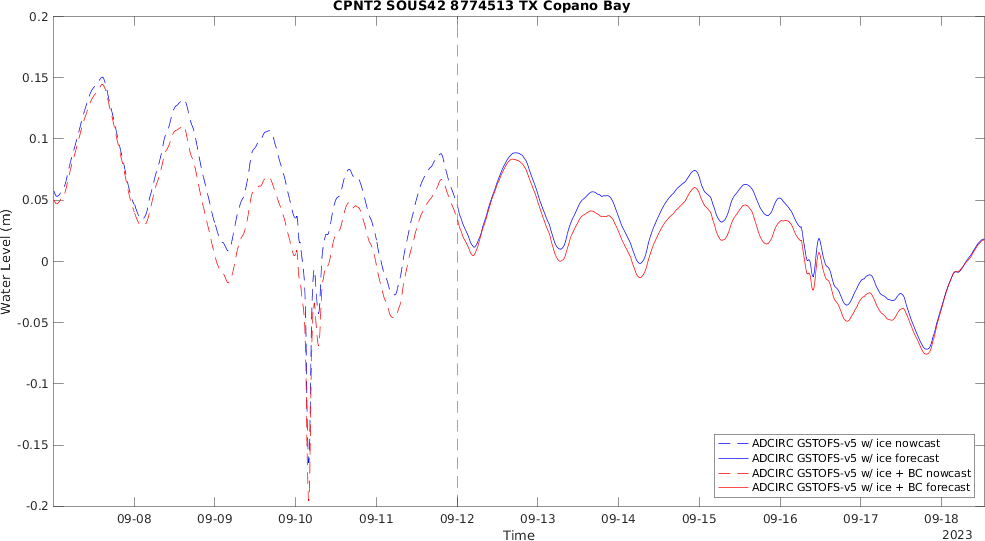 CPNT2 SOUS42 8774513 TX Copano Bay
0.2
0.15
0.1
0.05
0
-0.05
-0.1
-0.15
-0.2
Water Level (m)
ADCIRC GSTOFS-v5 w/ ice nowcast
ADCIRC GSTOFS-v5 w/ ice forecast
ADCIRC GSTOFS-v5 w/ ice + BC nowcast
ADCIRC GSTOFS-v5 w/ ice + BC forecast
09-08 09-09 09-10 09-11 09-12 09-13 09-14 09-15 09-16 09-17 09-18
Time
2023